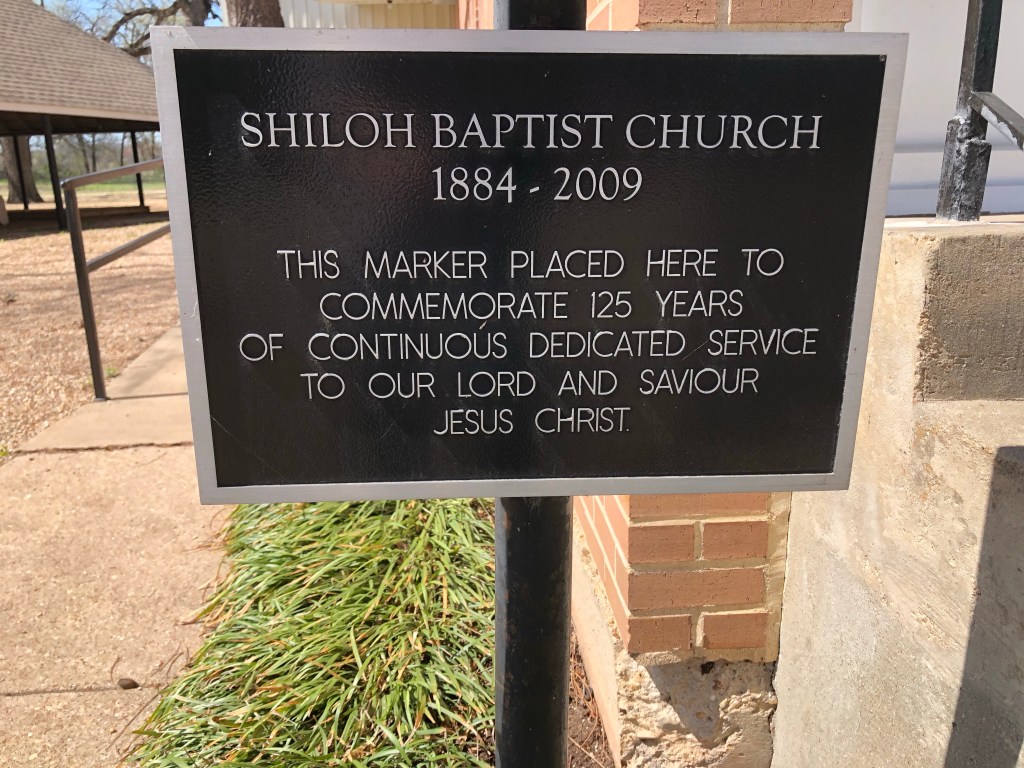 SHILOH BAPTIST CHURCH
1884 - 2009
THIS MARKER PLACED HERE TO
COMMEMORATE 125 YEARS
OF CONTINUOUS DEDICATED SERVICE
TO OUR LORD AND SAVIOUR
JESUS CHRIST.